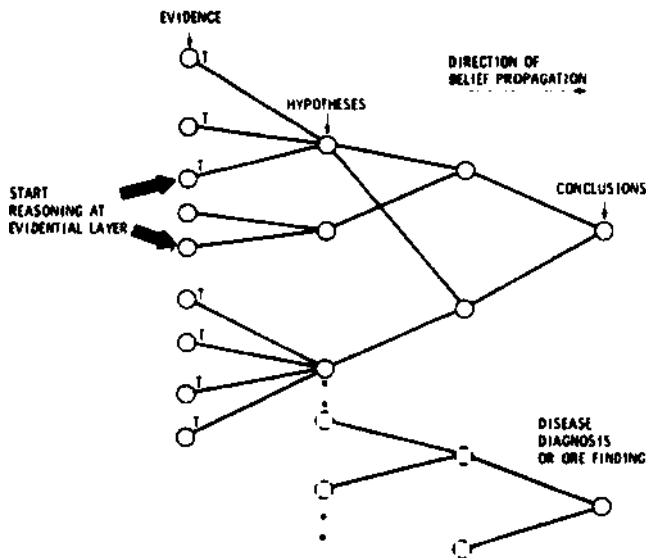 EVIDENCE
T
DIRECTION OF
BELIEF PROPAGATION
HYPOTHESES
T
T
START
REASONING AT
EVIDENTIAL LAYER
CONCLUSIONS
T
T
T
T
DISEASE
DIAGNOSIS
OR ORE FINDING